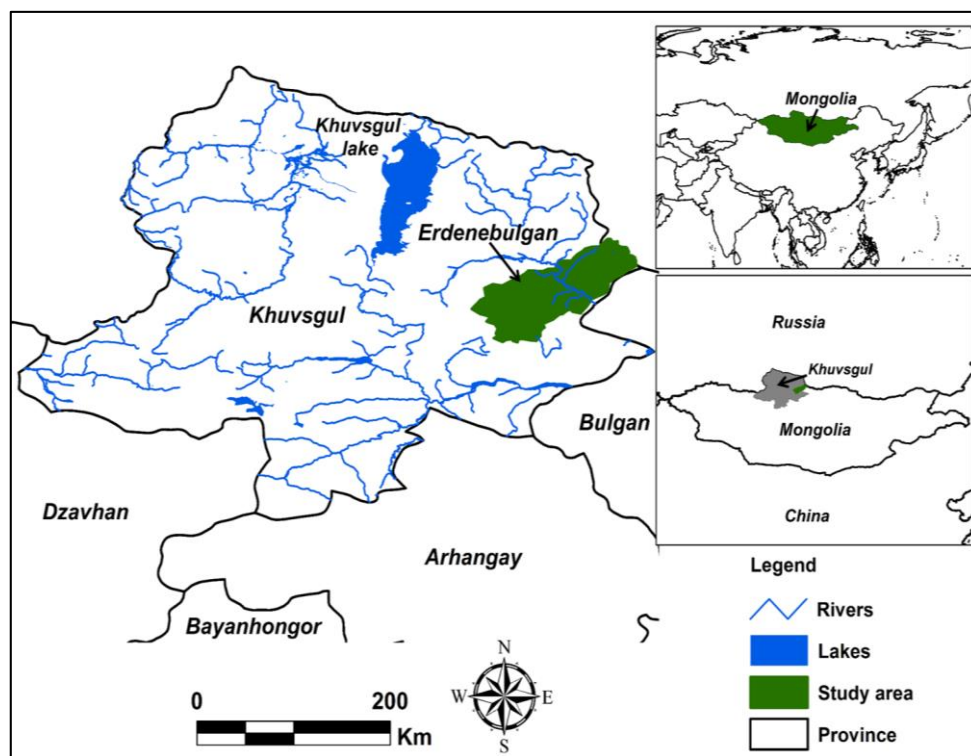 Khuvsgul
lake
Erdenebulgan
Khuvsgul
Bulgan
Dzavhan
Arhangay
Bayanhongor
Mongolia
Russia
Khuvsgul
Mongolia
China
Legend
Rivers
Lakes
Study area
Province
0 200
Km
N
W E
S